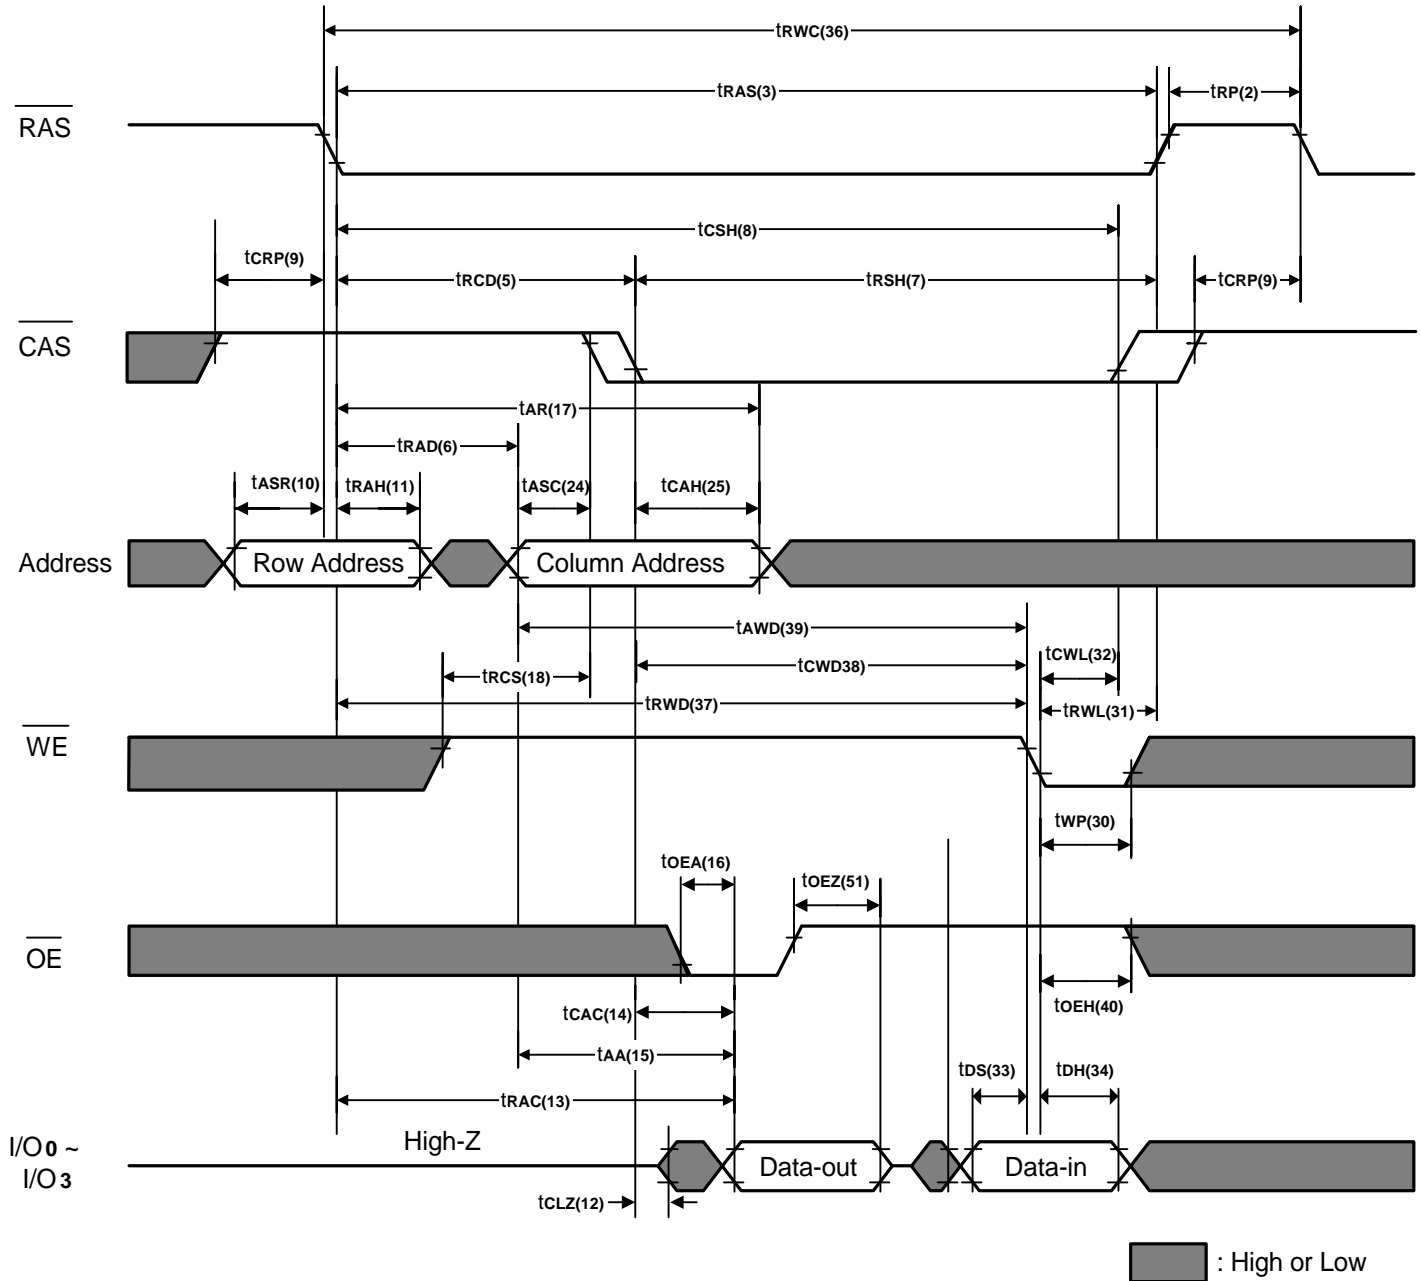 tRWC(36)
tRAS(3)
tRP(2)
RAS
tCSH(8)
tCRP(9)
tRCD(5)
tRSH(7)
tCRP(9)
CAS
tAR(17)
tRAD(6)
tASR(10)
tRAH(11)
tASC(24)
tCAH(25)
Address
Row Address
Column Address
tAWD(39)
tCWD38)
tCWL(32)
tRCS(18)
tRWD(37)
tRWL(31)
WE
tWP(30)
tOEA(16)
tOEZ(51)
OE
tCAC(14)
tOEH(40)
tAA(15)
tDS(33)
tDH(34)
tRAC(13)
High-Z
I/O0 ~
I/O3
Data-out
Data-in
tCLZ(12)
: High or Low